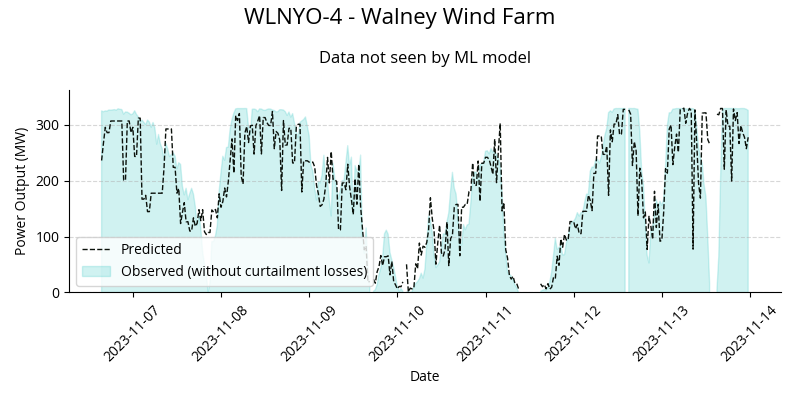 WLNYO-4 - Walney Wind Farm
Data not seen by ML model
Power Output (MW)
300
200
100
0
Predicted
Observed (without curtailment losses)
2023-11-07
2023-11-08
2023-11-09
2023-11-10
2023-11-11
2023-11-12
2023-11-13
2023-11-14
Date